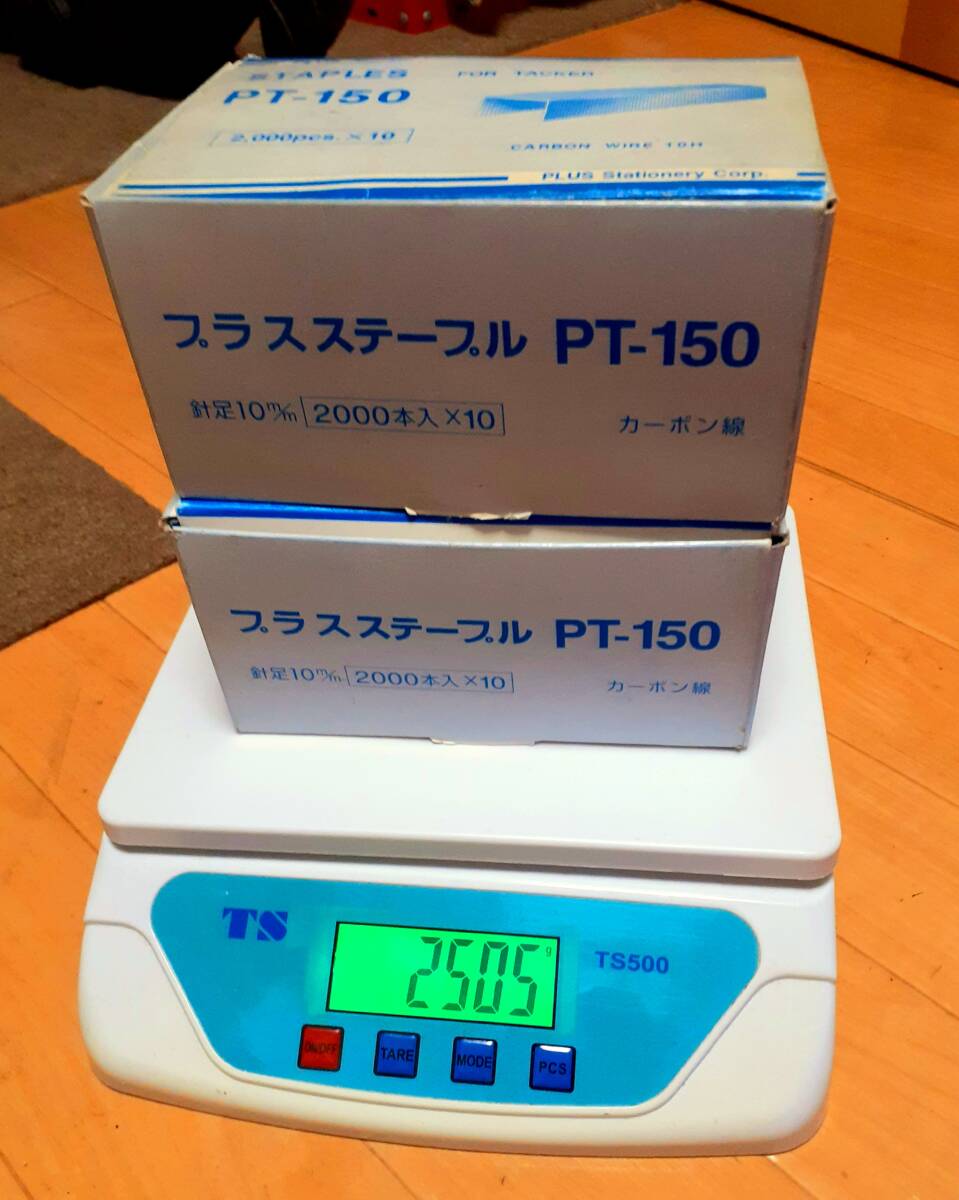 STAPLES FOR TACKER
PT-150
2,000pcs. × 10
CARBON WIRE 10H
PLUS Stationery Corp.
プラスステープル PT-150
針足10m/m 2000本入×10 カーボン線
プラスステープル PT-150
針足10m/m 2000本入×10 カーボン線
TS
2505 g
TS500
ON/OFF TARE MODE PCS